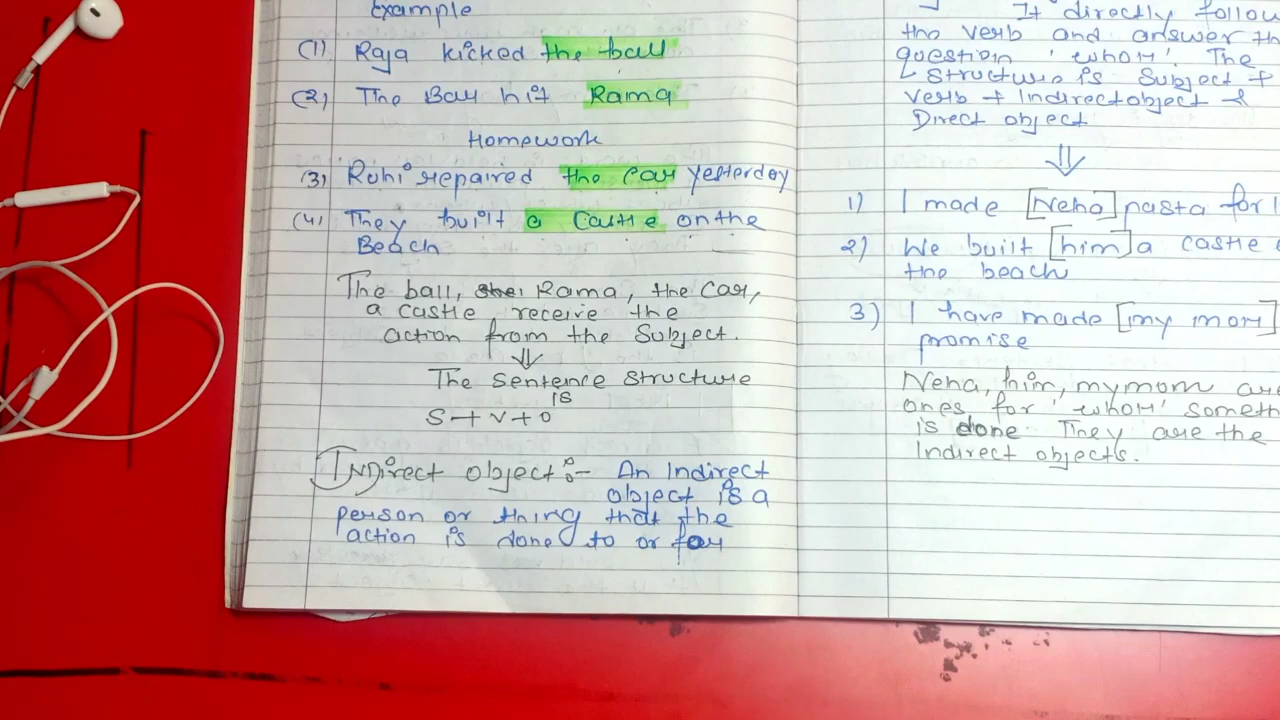 Example
(1) Raja kicked the ball
(2) The Ball hit Rama
Homework
(3) Rohi repaired the car yesterday
(4) They built a castle on the
Beach
The ball, Rama, the car,
a castle receive the
action from the Subject.
⇓
The sentence structure
is
S + V + O
Indirect object :- An Indirect
object is a
person or thing that the
action is done to or for
It directly follow
the verb and answer th
question 'whom' The
Structure is Subject +
Verb + Indirect object +
Direct object
⇓
1) I made [Neha] pasta for
2) We built [him] a castle
the beach
3) I have made [my mom]
promise
Neha, him, my mom are
ones for 'whom' someth
is done They are the
Indirect objects.